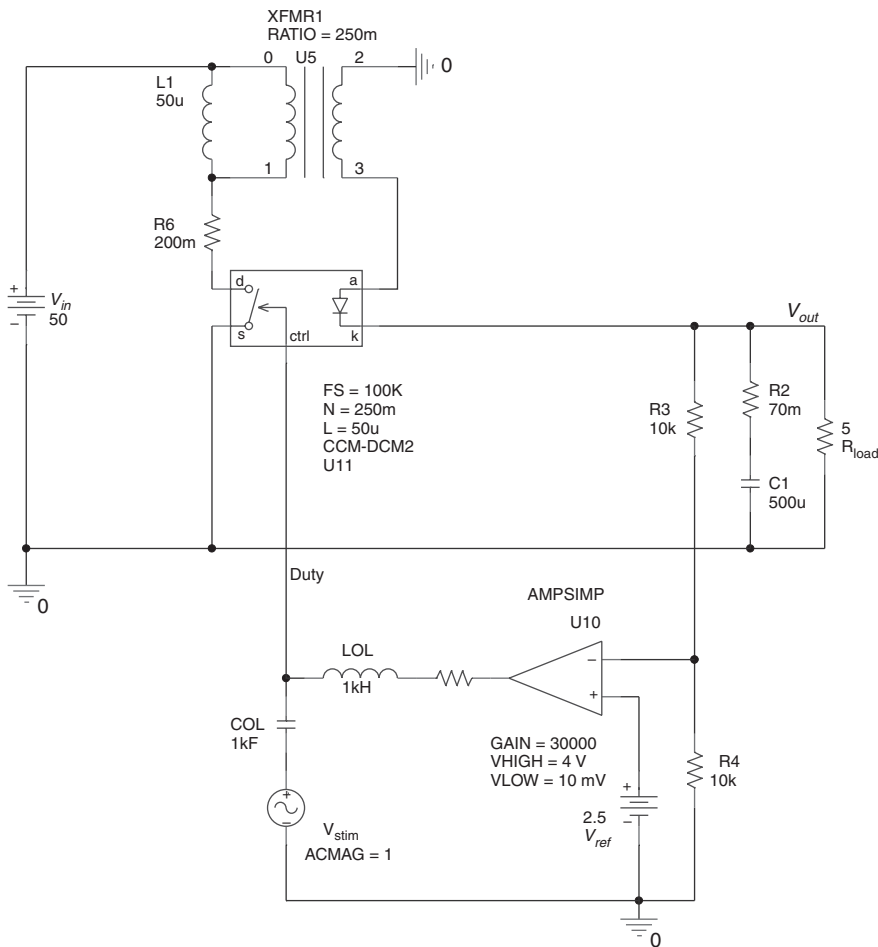 XFMR1
RATIO = 250m
U5
0
2
0
L1
50u
1
3
R6
200m
d
a
s
ctrl
k
+
V_in
50
−
V_out
FS = 100K
N = 250m
L = 50u
CCM-DCM2
U11
R3
10k
R2
70m
5
R_load
C1
500u
0
Duty
AMPSIMP
U10
LOL
1kH
−
+
COL
1kF
GAIN = 30000
VHIGH = 4 V
VLOW = 10 mV
R4
10k
+
−
V_stim
ACMAG = 1
+
2.5
−
V_ref
0